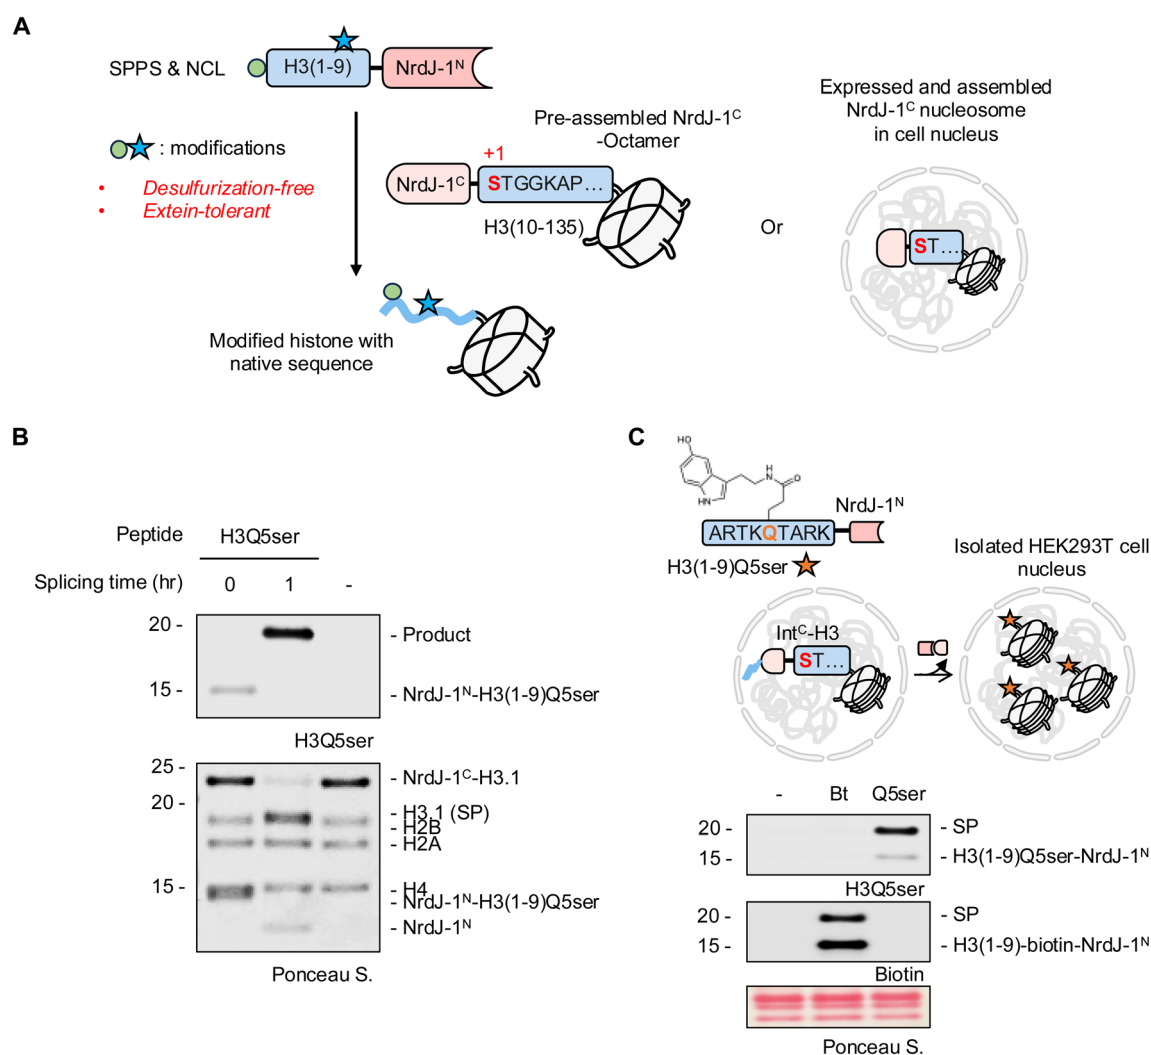 A
SPPS & NCL
H3(1-9)
NrdJ-1ᴺ
: modifications
• Desulfurization-free
• Extein-tolerant
Pre-assembled NrdJ-1ᶜ
-Octamer
+1
NrdJ-1ᶜ
STGGKAP...
H3(10-135)
Or
Expressed and assembled
NrdJ-1ᶜ nucleosome
in cell nucleus
ST...
Modified histone with
native sequence
B
Peptide
H3Q5ser
Splicing time (hr)
0 1 -
20 -
15 -
- Product
- NrdJ-1ᴺ-H3(1-9)Q5ser
H3Q5ser
25 -
20 -
15 -
- NrdJ-1ᶜ-H3.1
- H3.1 (SP)
- H2B
- H2A
- H4
- NrdJ-1ᴺ-H3(1-9)Q5ser
- NrdJ-1ᴺ
Ponceau S.
C
HO
HN
H
N
O
ARTKQTARK
NrdJ-1ᴺ
H3(1-9)Q5ser
Isolated HEK293T cell
nucleus
Intᶜ-H3
ST...
- Bt Q5ser
20 -
15 -
- SP
- H3(1-9)Q5ser-NrdJ-1ᴺ
H3Q5ser
20 -
15 -
- SP
- H3(1-9)-biotin-NrdJ-1ᴺ
Biotin
Ponceau S.